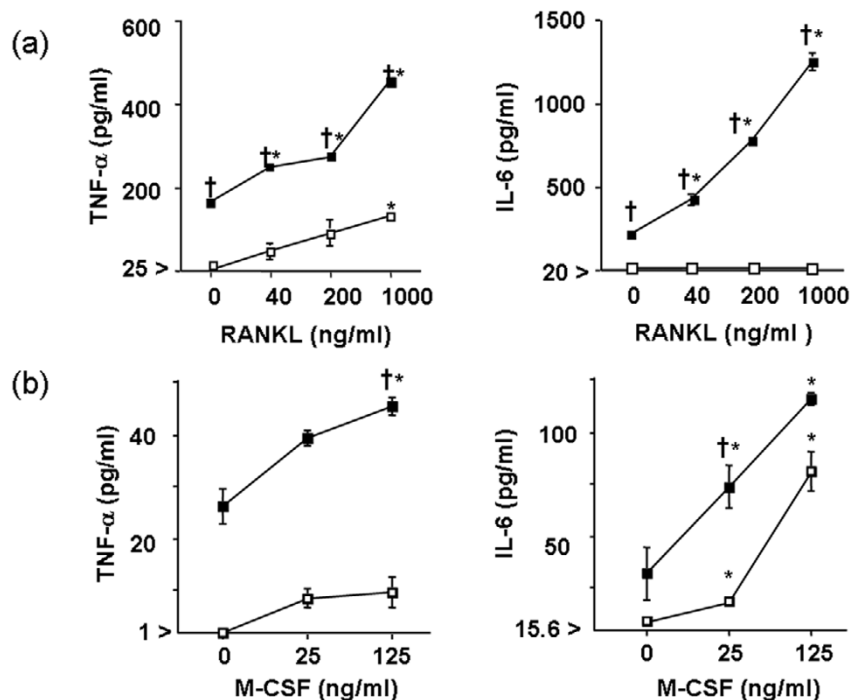 (a)
TNF-α (pg/ml)
600
400
200
25 >
† †* †* †* *
0 40 200 1000
RANKL (ng/ml)
IL-6 (pg/ml)
1500
1000
500
20 >
† †* †* †*
0 40 200 1000
RANKL (ng/ml )
(b)
TNF-α (pg/ml)
40
20
1 >
†*
0 25 125
M-CSF (ng/ml)
IL-6 (pg/ml)
100
50
15.6 >
†* * * *
0 25 125
M-CSF (ng/ml)